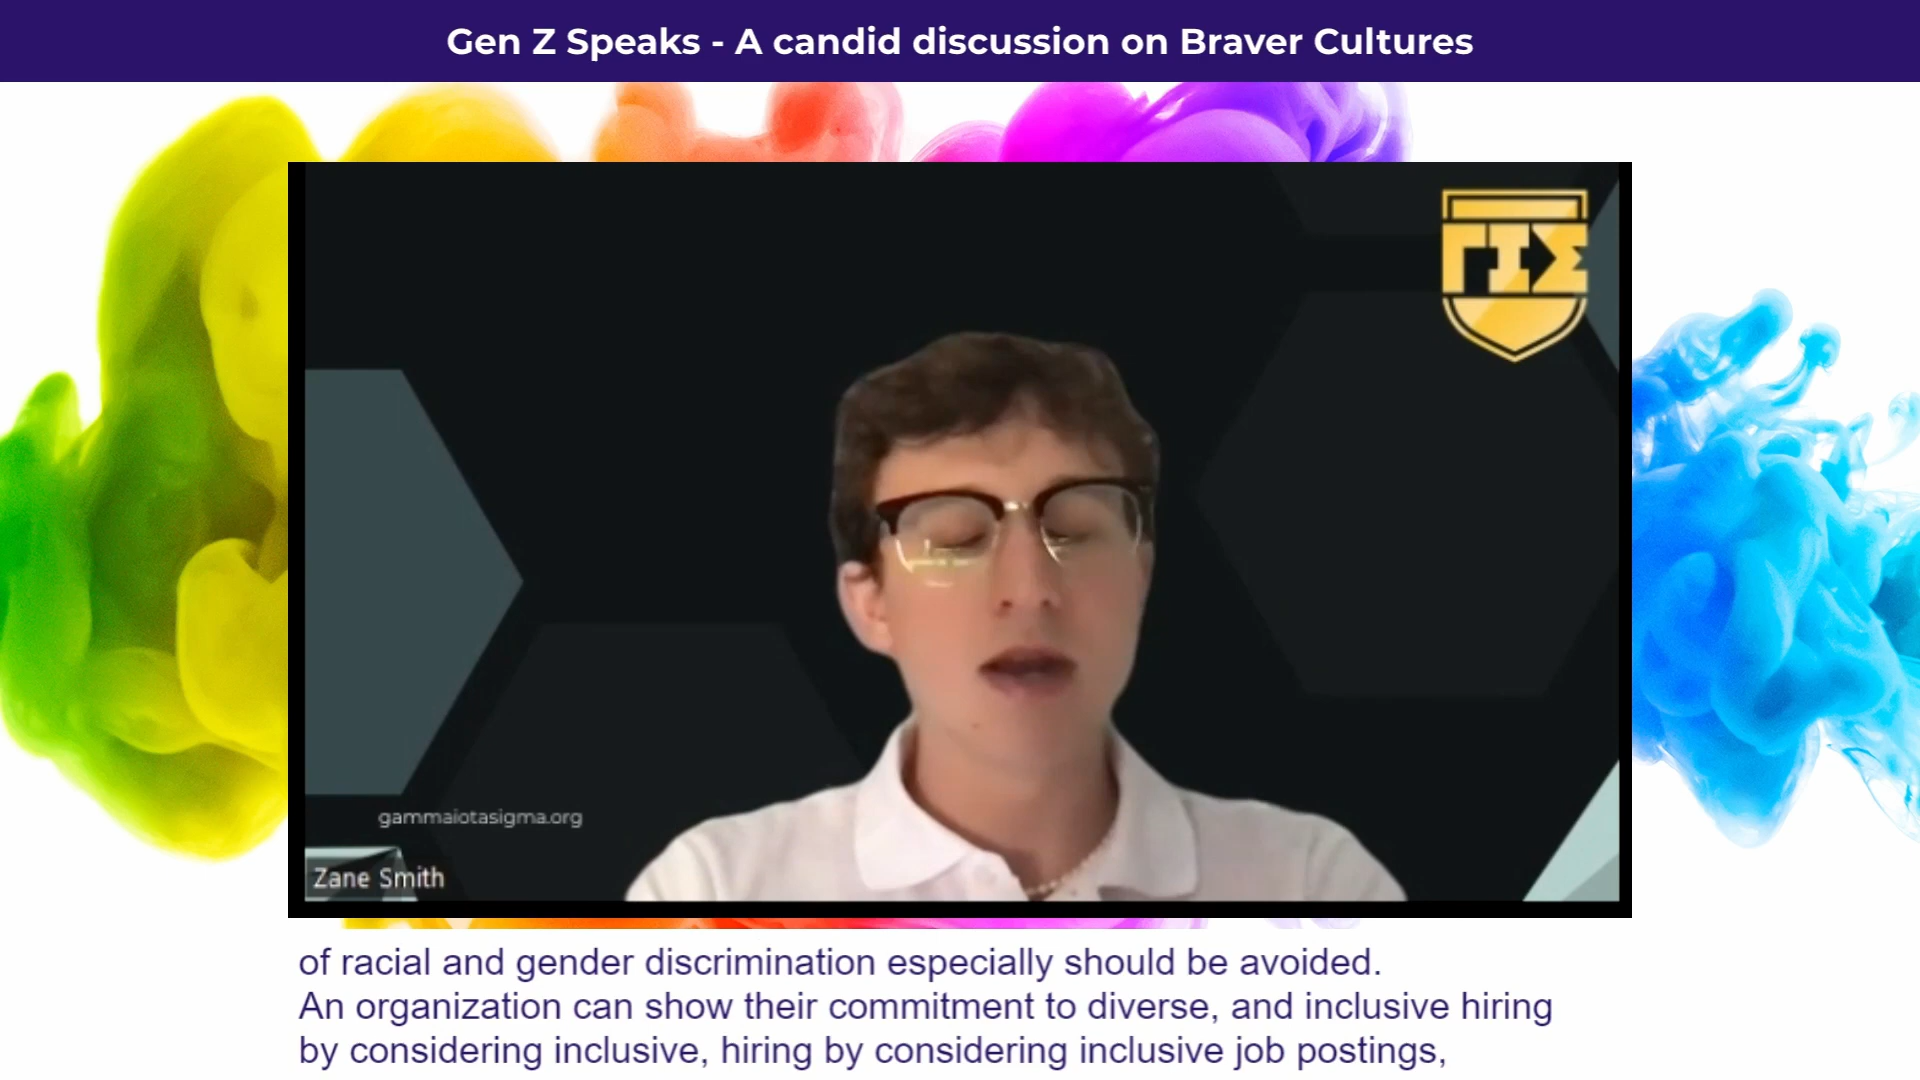 Gen Z Speaks - A candid discussion on Braver Cultures
ΓΙΣ
gammaiotasigma.org
Zane Smith
of racial and gender discrimination especially should be avoided.
An organization can show their commitment to diverse, and inclusive hiring
by considering inclusive, hiring by considering inclusive job postings,